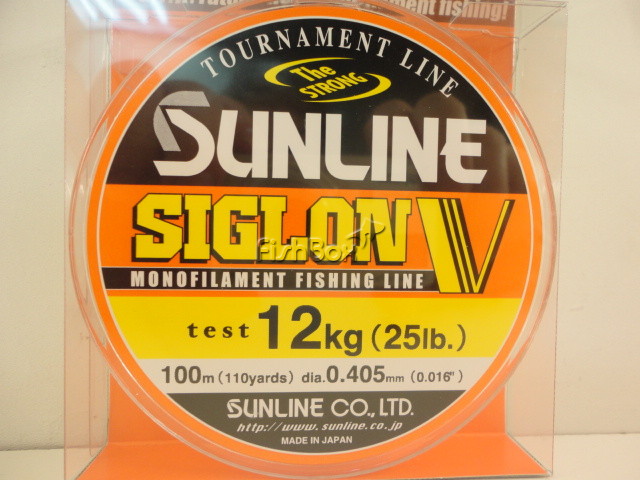 fishing!
TOURNAMENT LINE
The
STRONG
SUNLINE
SIGLON V
FishBox
MONOFILAMENT FISHING LINE
test 12kg (25lb.)
100m (110yards) dia.0.405mm (0.016")
SUNLINE CO.,LTD.
http://www.sunline.co.jp
MADE IN JAPAN